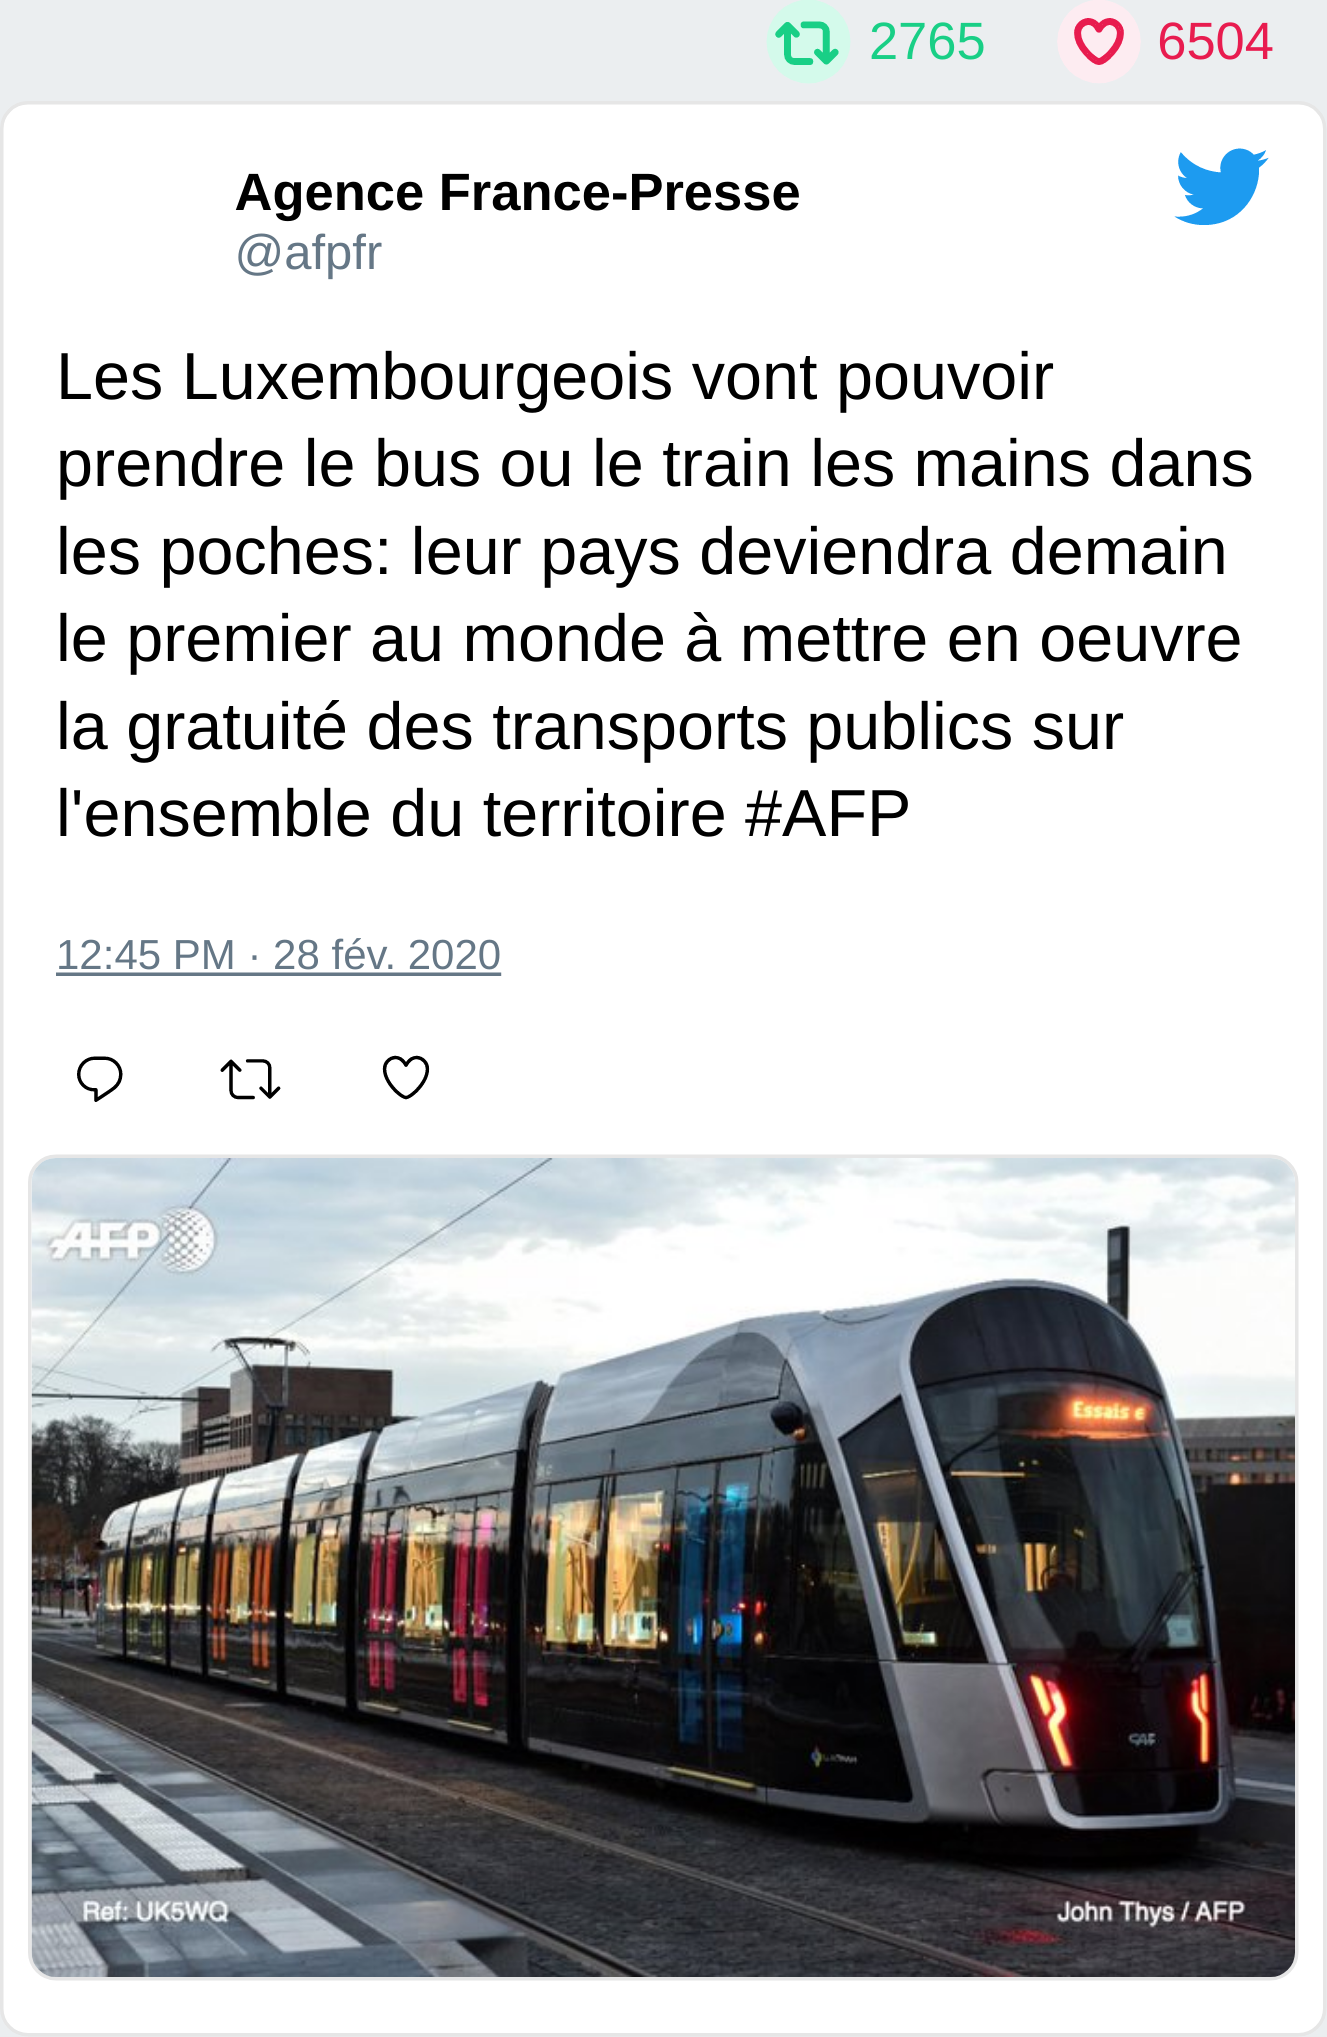 2765 6504
Agence France-Presse
@afpfr
Les Luxembourgeois vont pouvoir
prendre le bus ou le train les mains dans
les poches: leur pays deviendra demain
le premier au monde à mettre en oeuvre
la gratuité des transports publics sur
l'ensemble du territoire #AFP
12:45 PM · 28 fév. 2020
AFP
Essais e
CAF
Ref: UK5WQ
John Thys / AFP